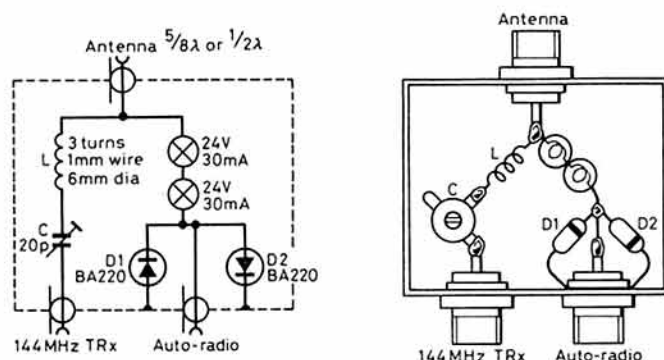 Antenna 5/8λ or 1/2λ
3 turns
L 1mm wire
6mm dia
24V
30mA
24V
30mA
C
20p
D1
BA220
D2
BA220
144MHz TRx Auto-radio
Antenna
L
C
D1 D2
144MHz TRx Auto-radio